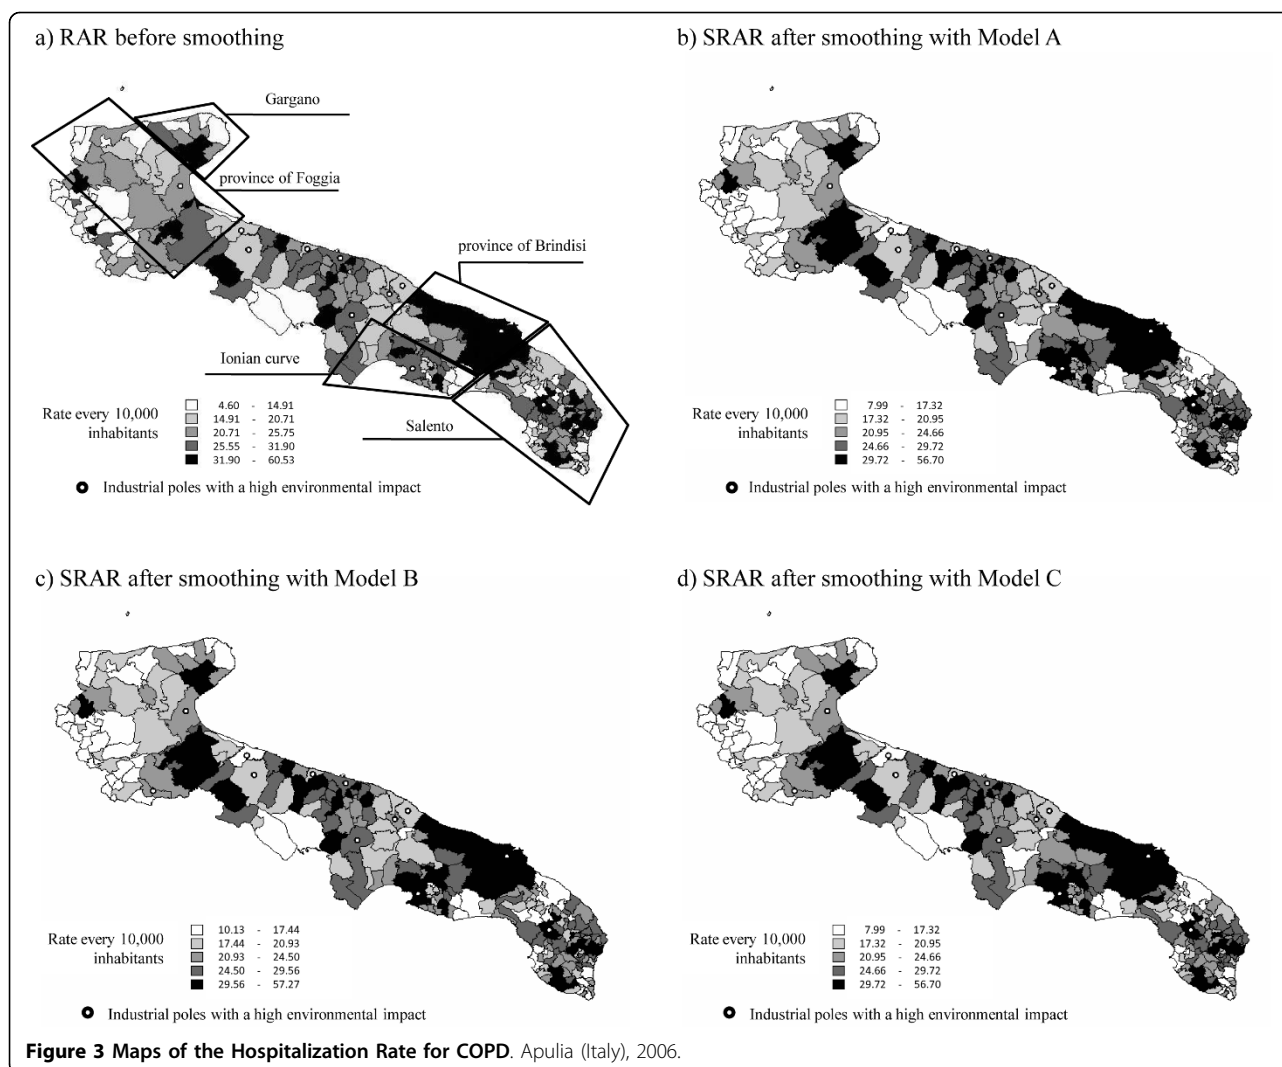 a) RAR before smoothing
Gargano
province of Foggia
province of Brindisi
Ionian curve
Salento
Rate every 10,000
inhabitants
4.60 - 14.91
14.91 - 20.71
20.71 - 25.75
25.55 - 31.90
31.90 - 60.53
Industrial poles with a high environmental impact
b) SRAR after smoothing with Model A
Rate every 10,000
inhabitants
7.99 - 17.32
17.32 - 20.95
20.95 - 24.66
24.66 - 29.72
29.72 - 56.70
Industrial poles with a high environmental impact
c) SRAR after smoothing with Model B
Rate every 10,000
inhabitants
10.13 - 17.44
17.44 - 20.93
20.93 - 24.50
24.50 - 29.56
29.56 - 57.27
Industrial poles with a high environmental impact
d) SRAR after smoothing with Model C
Rate every 10,000
inhabitants
7.99 - 17.32
17.32 - 20.95
20.95 - 24.66
24.66 - 29.72
29.72 - 56.70
Industrial poles with a high environmental impact
Figure 3 Maps of the Hospitalization Rate for COPD. Apulia (Italy), 2006.